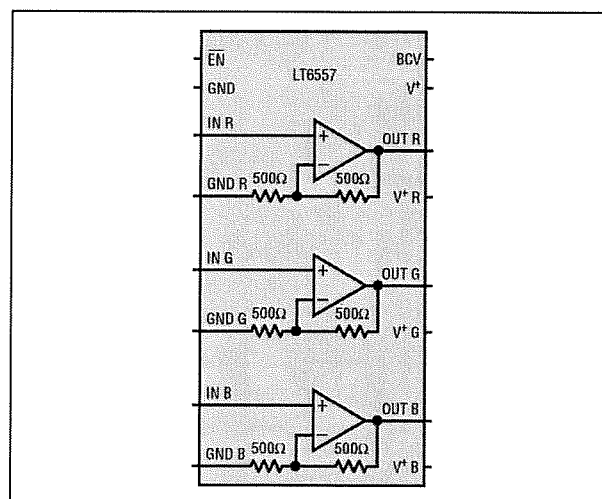 EN BCV
LT6557
GND V+
IN R
OUT R
+
−
500Ω 500Ω
GND R V+ R
IN G
OUT G
+
−
500Ω 500Ω
GND G V+ G
IN B
OUT B
+
−
500Ω 500Ω
GND B V+ B